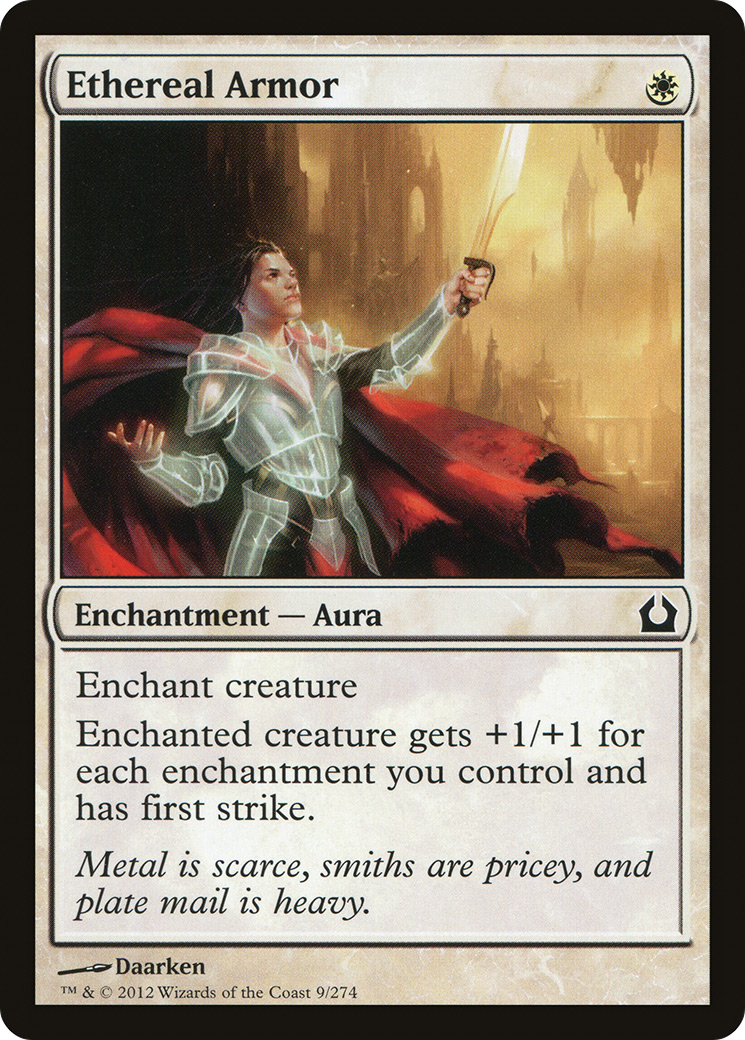 Ethereal Armor
Enchantment — Aura
Enchant creature
Enchanted creature gets +1/+1 for
each enchantment you control and
has first strike.
Metal is scarce, smiths are pricey, and
plate mail is heavy.
Daarken
™ & © 2012 Wizards of the Coast 9/274